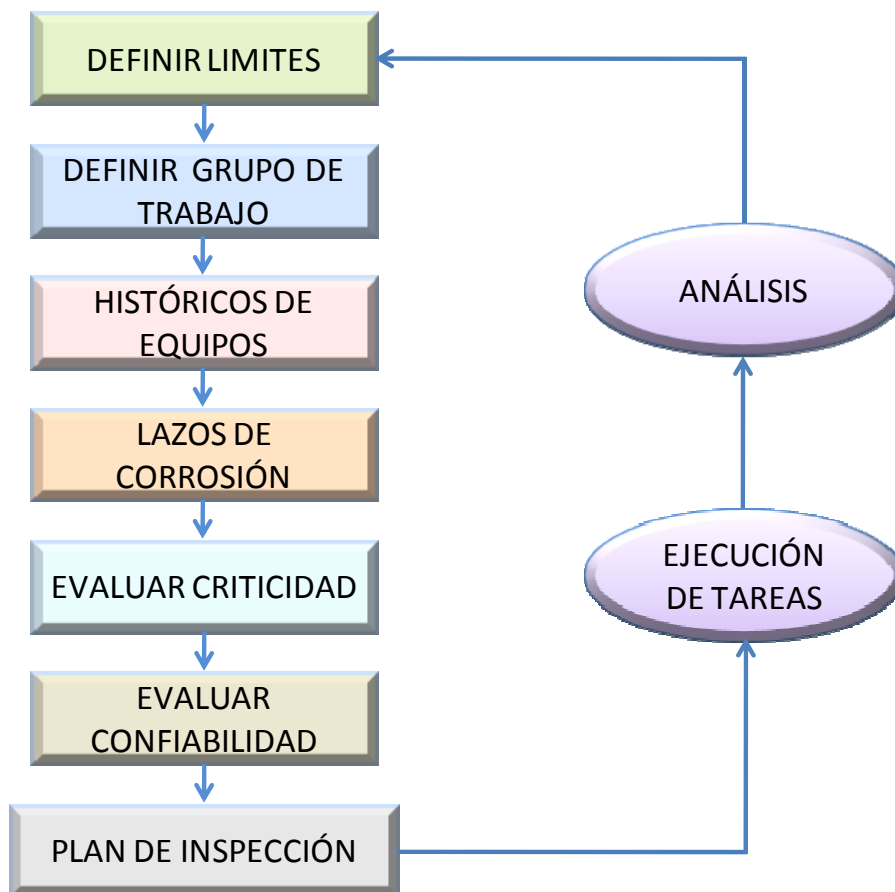 DEFINIR LIMITES
DEFINIR GRUPO DE
TRABAJO
HISTÓRICOS DE
EQUIPOS
LAZOS DE
CORROSIÓN
EVALUAR CRITICIDAD
EVALUAR
CONFIABILIDAD
PLAN DE INSPECCIÓN
EJECUCIÓN
DE TAREAS
ANÁLISIS